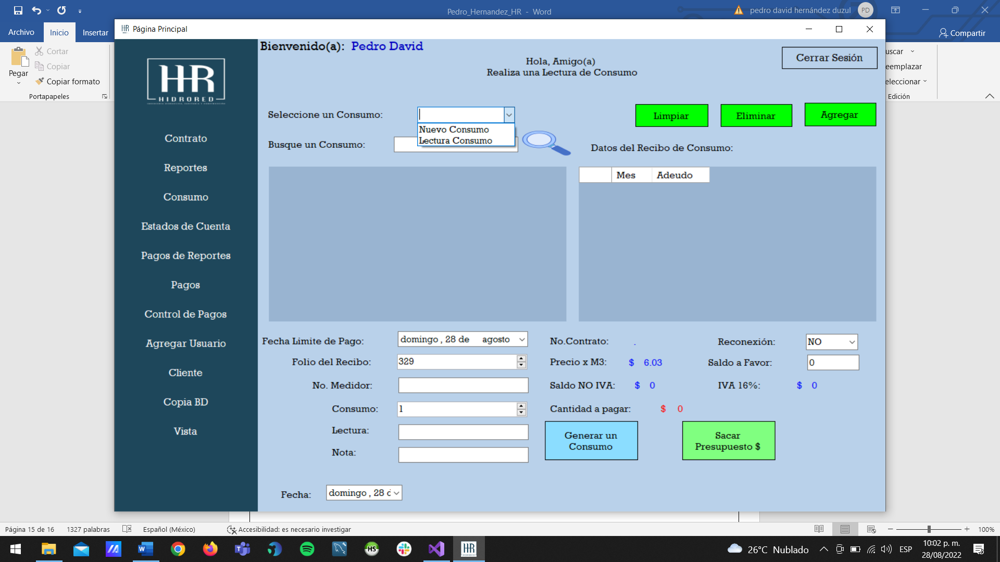 Pedro_Hernandez_HR - Word
pedro david hernández duzul
PD
Archivo
Inicio
Insertar
Compartir
Pegar
Cortar
Copiar
Copiar formato
Portapapeles
uscar
eemplazar
eleccionar
Edición
HR Página Principal
HR
HIDRORED
Contrato
Reportes
Consumo
Estados de Cuenta
Pagos de Reportes
Pagos
Control de Pagos
Agregar Usuario
Cliente
Copia BD
Vista
Bienvenido(a): Pedro David
Hola, Amigo(a)
Realiza una Lectura de Consumo
Cerrar Sesión
Seleccione un Consumo:
Nuevo Consumo
Lectura Consumo
Limpiar
Eliminar
Agregar
Busque un Consumo:
Datos del Recibo de Consumo:
Mes Adeudo
Fecha Limite de Pago: domingo , 28 de agosto
Folio del Recibo: 329
No. Medidor:
Consumo: 1
Lectura:
Nota:
Fecha: domingo , 28 d
No.Contrato: .
Precio x M3: $ 6.03
Saldo NO IVA: $ 0
Cantidad a pagar: $ 0
Reconexión: NO
Saldo a Favor: 0
IVA 16%: $ 0
Generar un
Consumo
Sacar
Presupuesto $
Página 15 de 16 1327 palabras Español (México) Accesibilidad: es necesario investigar 100%
HS
HR
26°C Nublado
ESP
10:02 p. m.
28/08/2022